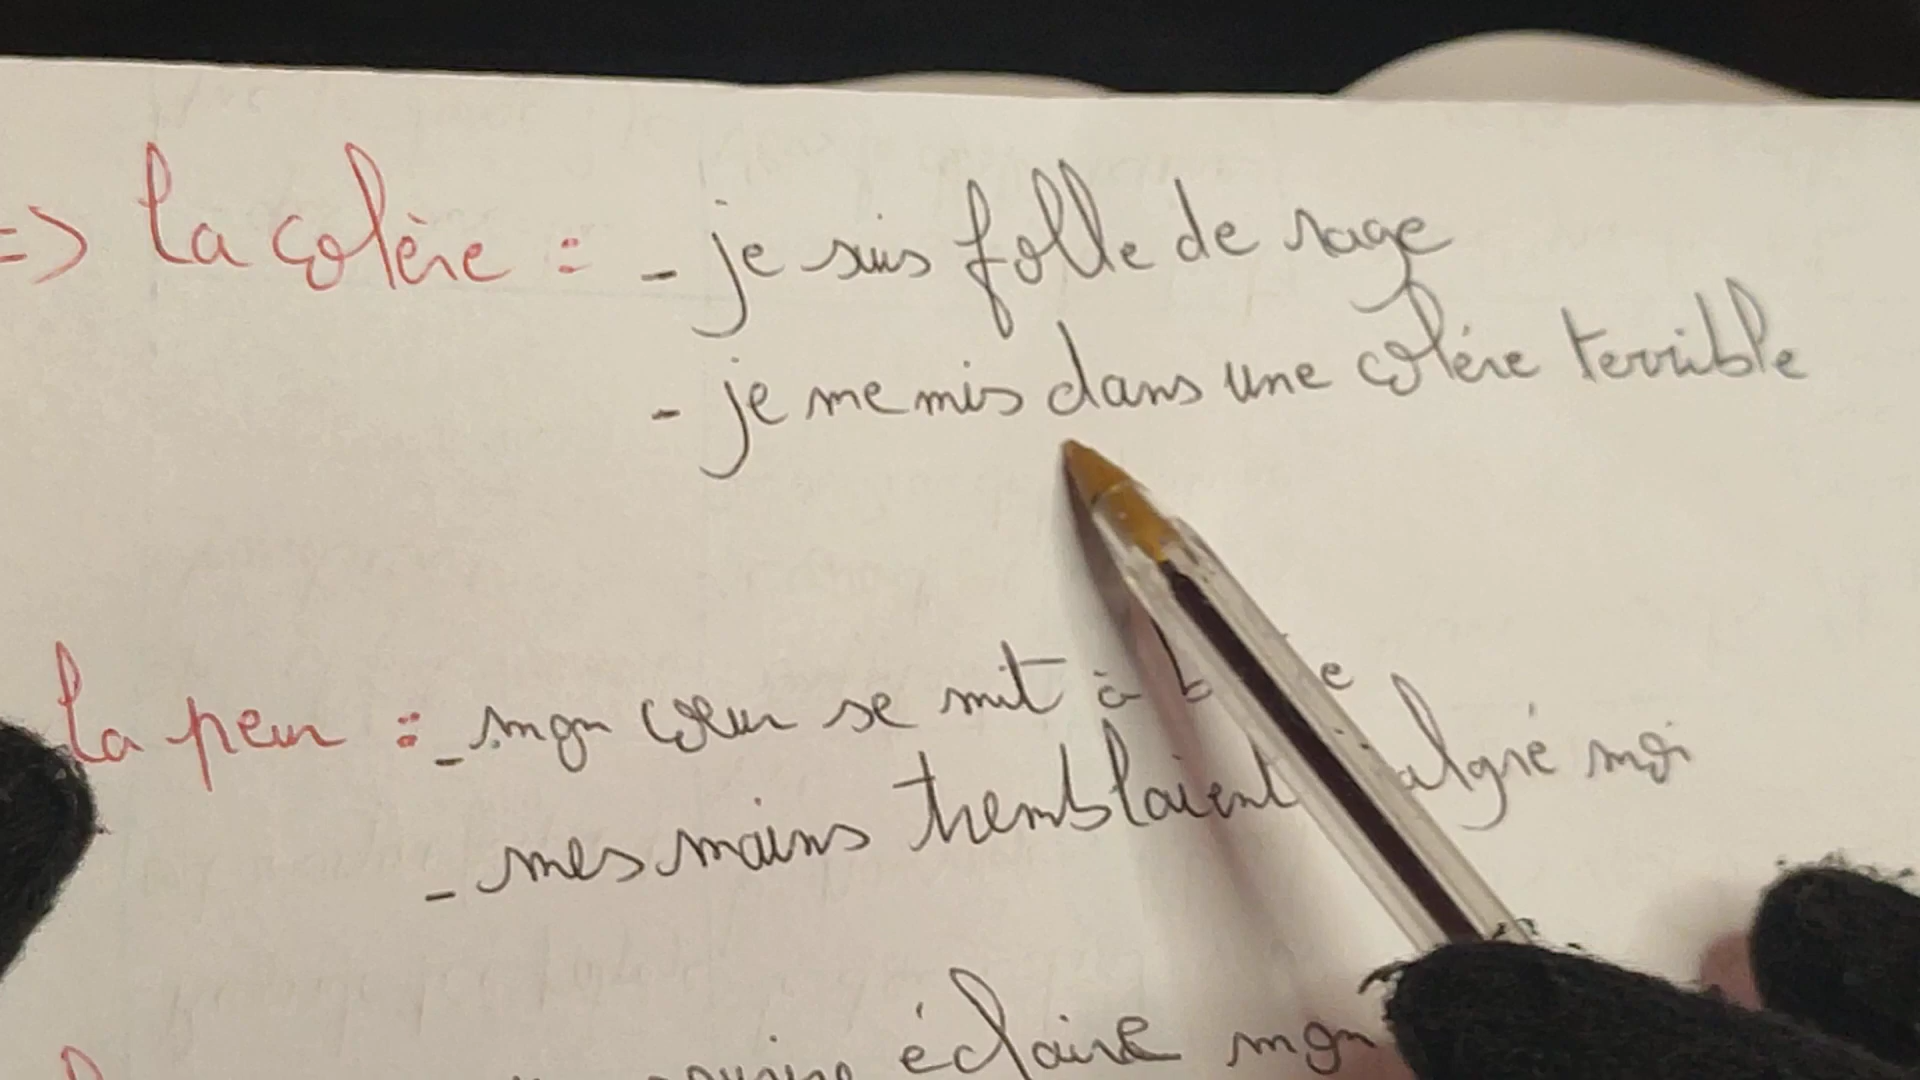 => la colère : - je suis folle de rage
- je me mis dans une colère terrible
la peur : - mon cœur se mit à
- mes mains tremblaient malgré moi
éclaire mon